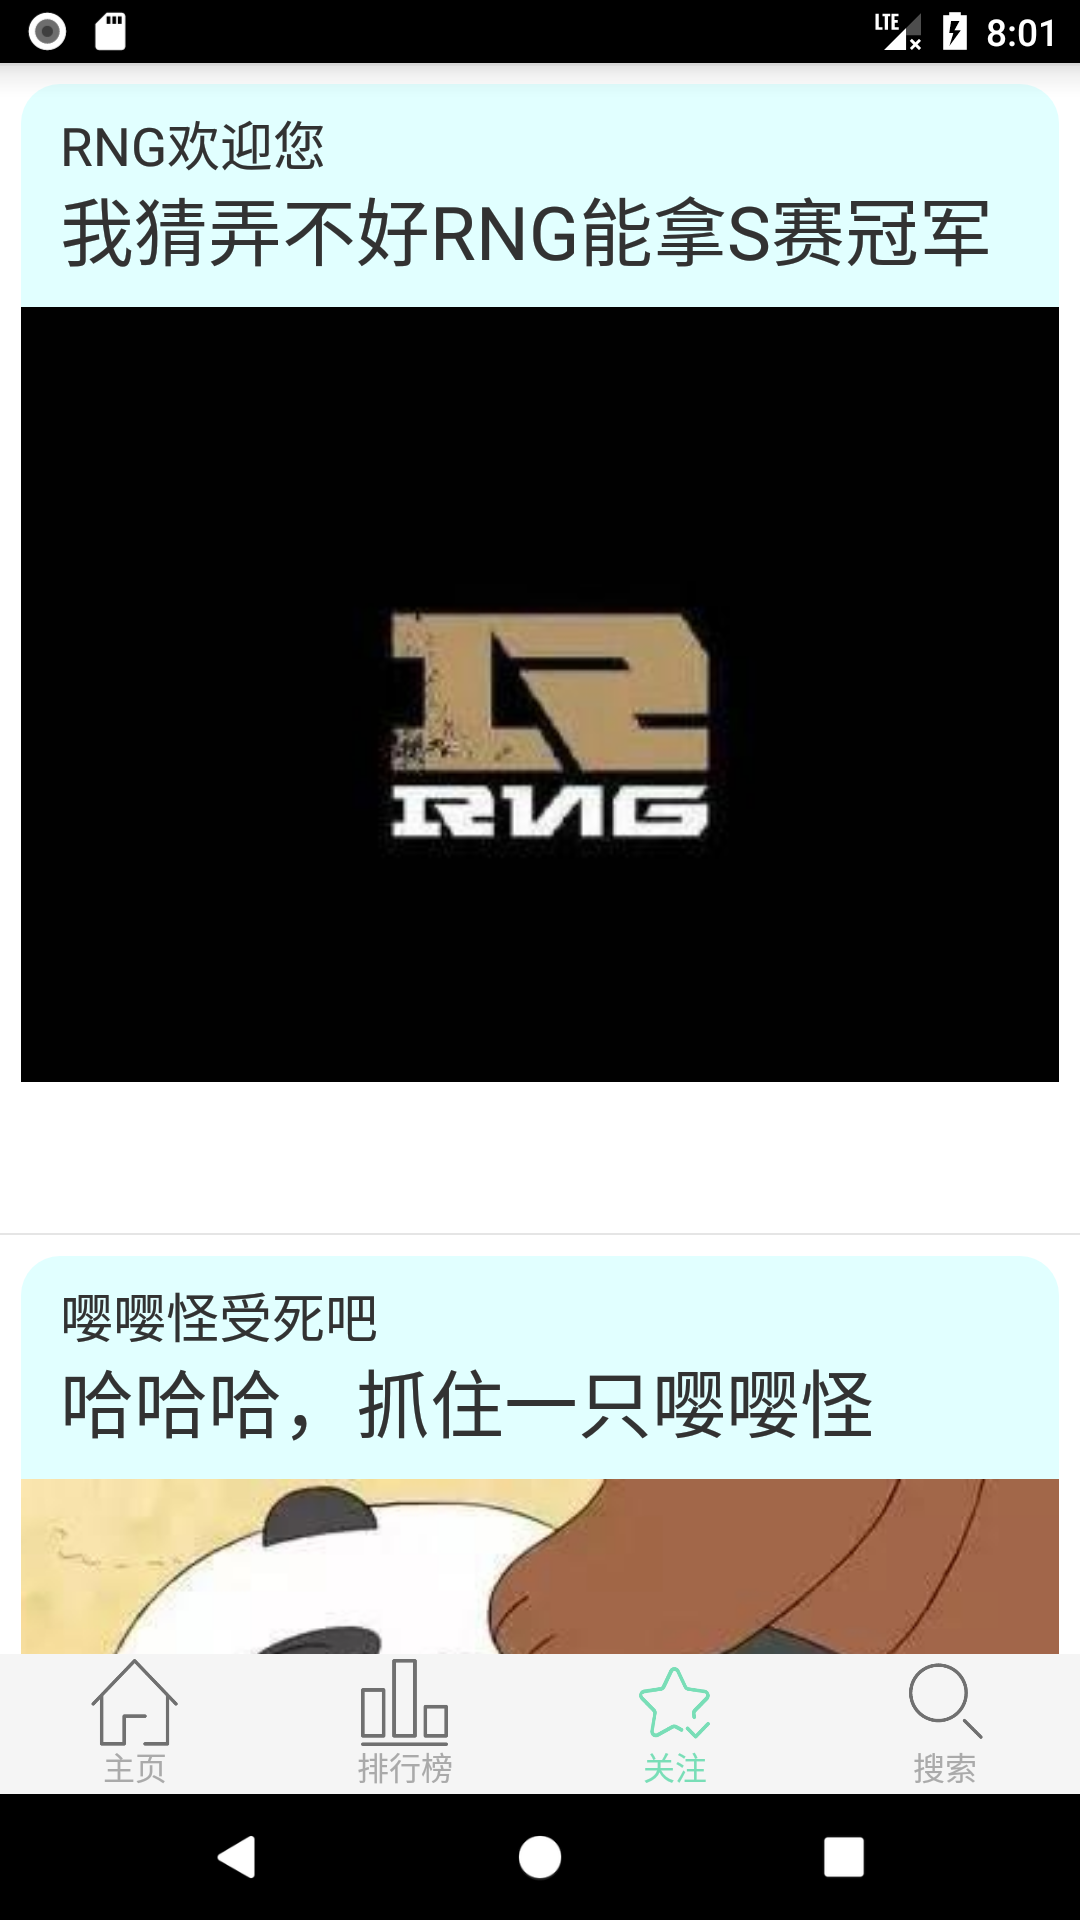 LTE 8:01
RNG欢迎您
我猜弄不好RNG能拿S赛冠军
RNG
嘤嘤怪受死吧
哈哈哈，抓住一只嘤嘤怪
主页 排行榜 关注 搜索